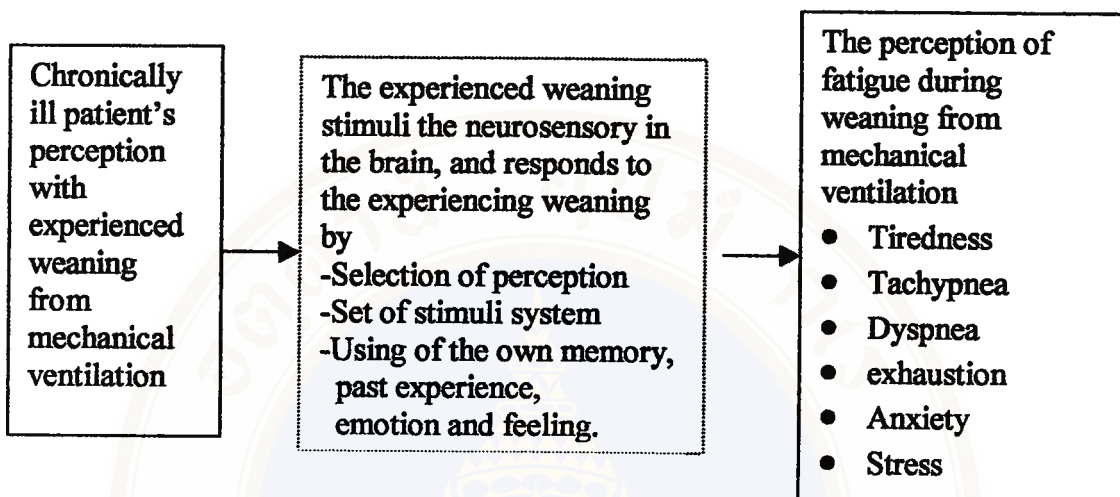 Chronically
ill patient's
perception
with
experienced
weaning
from
mechanical
ventilation
The experienced weaning
stimuli the neurosensory in
the brain, and responds to
the experiencing weaning
by
-Selection of perception
-Set of stimuli system
-Using of the own memory,
past experience,
emotion and feeling.
The perception of
fatigue during
weaning from
mechanical
ventilation
● Tiredness
● Tachypnea
● Dyspnea
● exhaustion
● Anxiety
● Stress